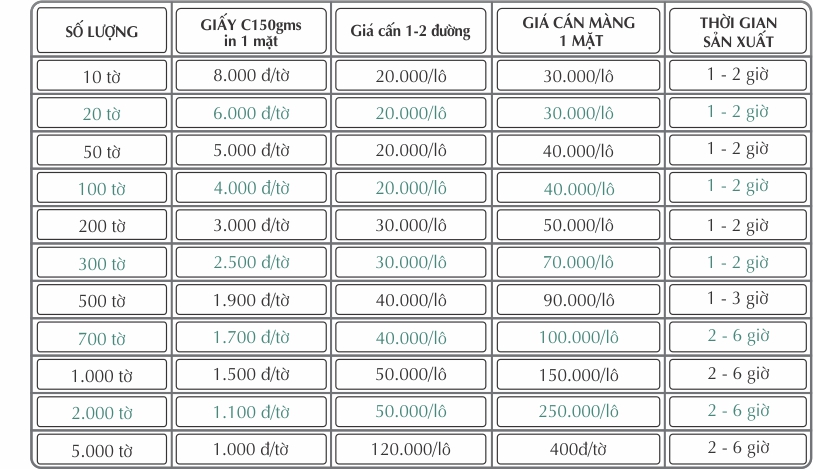 SỐ LƯỢNG GIẤY C150gms in 1 mặt Giá cấn 1-2 đường GIÁ CÁN MÀNG 1 MẶT THỜI GIAN SẢN XUẤT
10 tờ 8.000 đ/tờ 20.000/lô 30.000/lô 1 - 2 giờ
20 tờ 6.000 đ/tờ 20.000/lô 30.000/lô 1 - 2 giờ
50 tờ 5.000 đ/tờ 20.000/lô 40.000/lô 1 - 2 giờ
100 tờ 4.000 đ/tờ 20.000/lô 40.000/lô 1 - 2 giờ
200 tờ 3.000 đ/tờ 30.000/lô 50.000/lô 1 - 2 giờ
300 tờ 2.500 đ/tờ 30.000/lô 70.000/lô 1 - 2 giờ
500 tờ 1.900 đ/tờ 40.000/lô 90.000/lô 1 - 3 giờ
700 tờ 1.700 đ/tờ 40.000/lô 100.000/lô 2 - 6 giờ
1.000 tờ 1.500 đ/tờ 50.000/lô 150.000/lô 2 - 6 giờ
2.000 tờ 1.100 đ/tờ 50.000/lô 250.000/lô 2 - 6 giờ
5.000 tờ 1.000 đ/tờ 120.000/lô 400đ/tờ 2 - 6 giờ